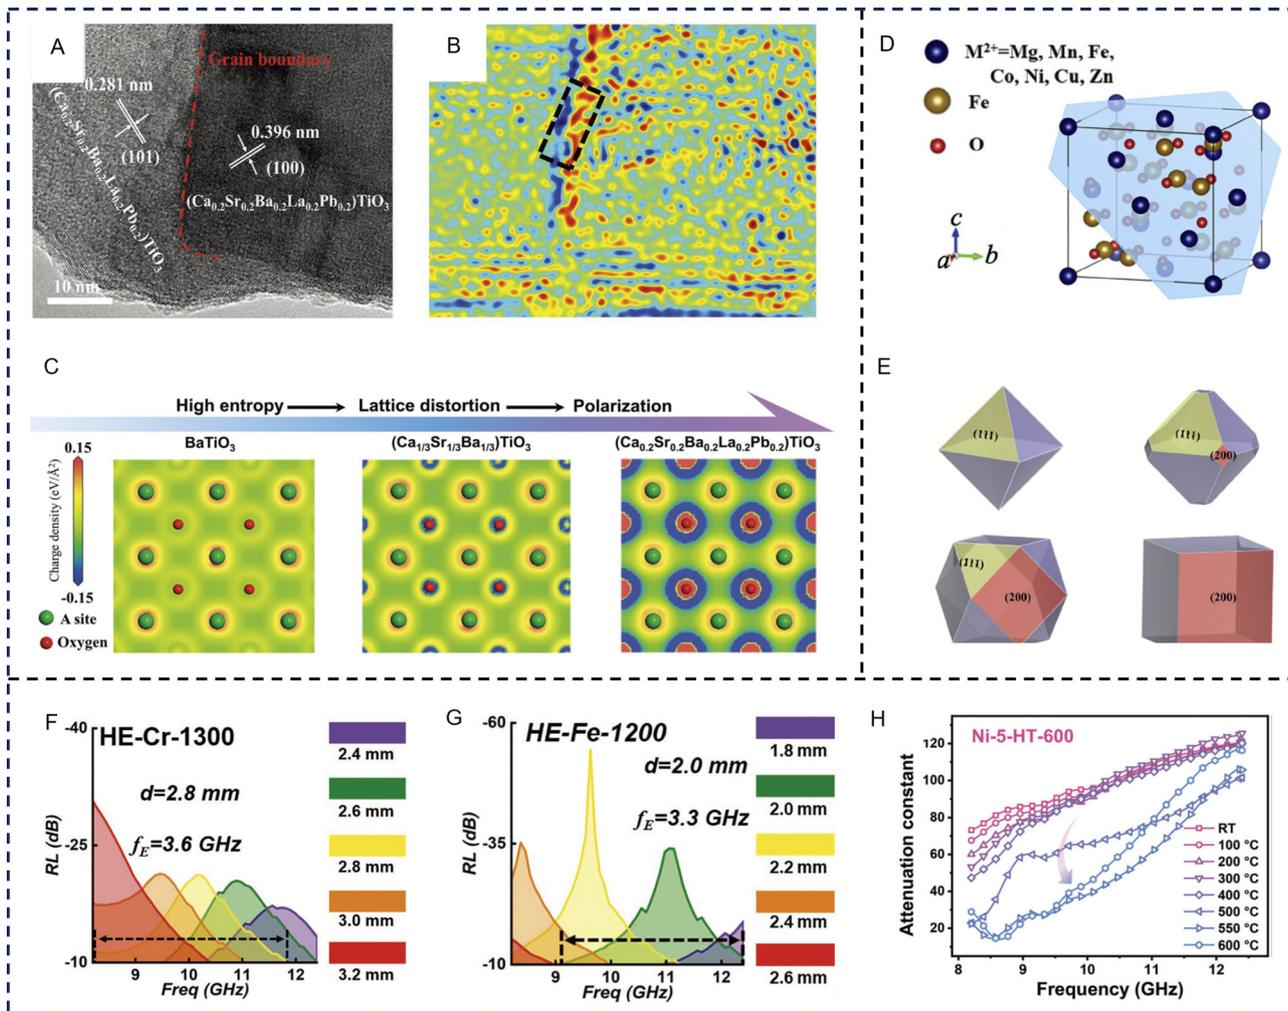 A
Grain bouudary
0.281 nm
(101)
0.396 nm
(100)
(Ca0.2Sr0.2Ba0.2La0.2Pb0.2)TiO3
(Ca0.2Sr0.2Ba0.2La0.2Pb0.2)TiO3
10 nm
B
C
High entropy
Lattice distortion
Polarization
BaTiO3
(Ca1/3Sr1/3Ba1/3)TiO3
(Ca0.2Sr0.2Ba0.2La0.2Pb0.2)TiO3
0.15
Charge density (eV/Å2)
-0.15
A site
Oxygen
D
M2+=Mg, Mn, Fe,
Co, Ni, Cu, Zn
Fe
O
c
a
b
E
(111)
(111)
(200)
(111)
(200)
(200)
F
HE-Cr-1300
d=2.8 mm
fE=3.6 GHz
RL (dB)
-40
-25
-10
9
10
11
12
Freq (GHz)
2.4 mm
2.6 mm
2.8 mm
3.0 mm
3.2 mm
G
HE-Fe-1200
d=2.0 mm
fE=3.3 GHz
RL (dB)
-60
-35
-10
9
10
11
12
Freq (GHz)
1.8 mm
2.0 mm
2.2 mm
2.4 mm
2.6 mm
H
Ni-5-HT-600
Attenuation constant
120
100
80
60
40
20
8
9
10
11
12
Frequency (GHz)
RT
100 °C
200 °C
300 °C
400 °C
500 °C
550 °C
600 °C